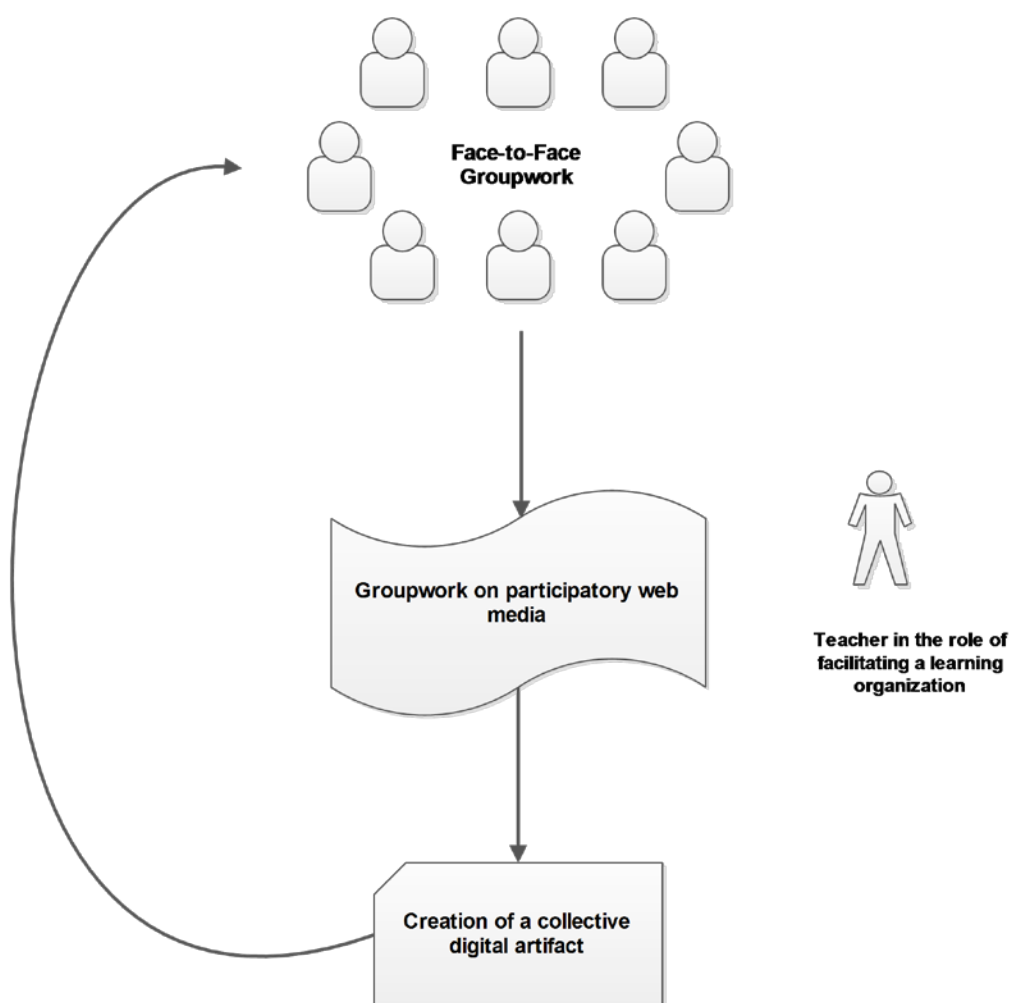 Face-to-Face
Groupwork
Groupwork on participatory web
media
Teacher in the role of
facilitating a learning
organization
Creation of a collective
digital artifact